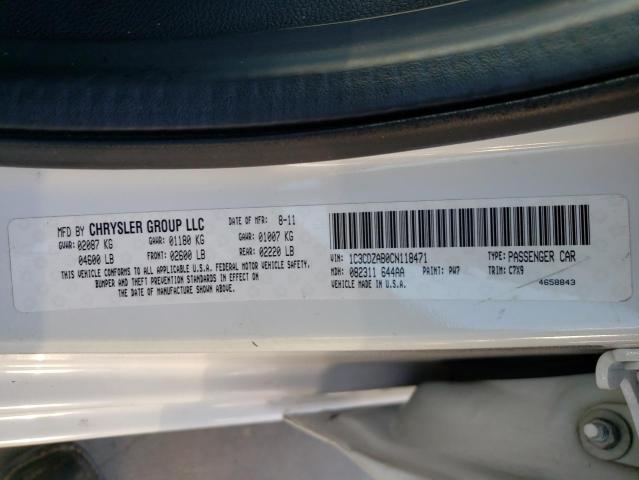 MFD BY CHRYSLER GROUP LLC DATE OF MFR: 8-11
GVWR: 02087 KG GAWR: 01180 KG GAWR: 01007 KG
04600 LB FRONT: 02600 LB REAR: 02220 LB
THIS VEHICLE CONFORMS TO ALL APPLICABLE U.S.A. FEDERAL MOTOR VEHICLE SAFETY,
BUMPER AND THEFT PREVENTION STANDARDS IN EFFECT ON
THE DATE OF MANUFACTURE SHOWN ABOVE.
VIN: 1C3CDZAB0CN118471 TYPE: PASSENGER CAR
MDH: 082311 644AA PAINT: PW7 TRIM: C7X9
VEHICLE MADE IN U.S.A. 4658843